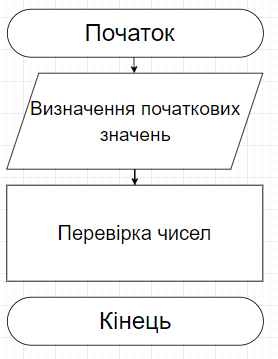 Початок
Визначення початкових
значень
Перевірка чисел
Кінець